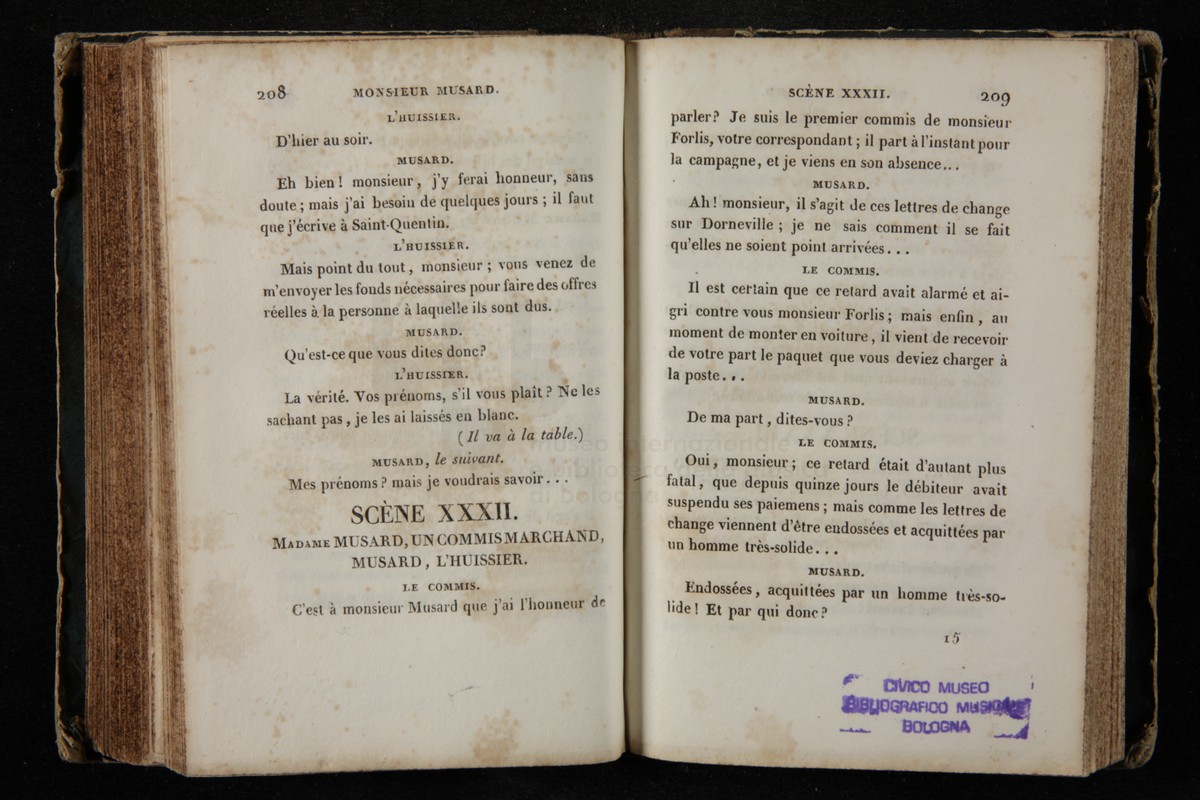 208 MONSIEUR MUSARD.
L'HUISSIER.
D'hier au soir.
MUSARD.
Eh bien! monsieur, j'y ferai honneur, sans
doute; mais j'ai besoin de quelques jours; il faut
que j'écrive à Saint-Quentin.
L'HUISSIER.
Mais point du tout, monsieur; vous venez de
m'envoyer les fonds nécessaires pour faire des offres
réelles à la personne à laquelle ils sont dus.
MUSARD.
Qu'est-ce que vous dites donc?
L'HUISSIER.
La vérité. Vos prénoms, s'il vous plaît? Ne les
sachant pas, je les ai laissés en blanc.
(Il va à la table.)
MUSARD, le suivant.
Mes prénoms? mais je voudrais savoir...
SCÈNE XXXII.
MADAME MUSARD, UN COMMIS MARCHAND,
MUSARD, L'HUISSIER.
LE COMMIS.
C'est à monsieur Musard que j'ai l'honneur de
SCÈNE XXXII. 209
parler? Je suis le premier commis de monsieur
Forlis, votre correspondant; il part à l'instant pour
la campagne, et je viens en son absence...
MUSARD.
Ah! monsieur, il s'agit de ces lettres de change
sur Dorneville; je ne sais comment il se fait
qu'elles ne soient point arrivées...
LE COMMIS.
Il est certain que ce retard avait alarmé et ai-
gri contre vous monsieur Forlis; mais enfin, au
moment de monter en voiture, il vient de recevoir
de votre part le paquet que vous deviez charger à
la poste...
MUSARD.
De ma part, dites-vous?
LE COMMIS.
Oui, monsieur; ce retard était d'autant plus
fatal, que depuis quinze jours le débiteur avait
suspendu ses paiemens; mais comme les lettres de
change viennent d'être endossées et acquittées par
un homme très-solide...
MUSARD.
Endossées, acquittées par un homme très-so-
lide! Et par qui donc?
15
CIVICO MUSEO
BIBLIOGRAFICO MUSICALE
BOLOGNA
museo internazionale
e biblioteca della
di bologna